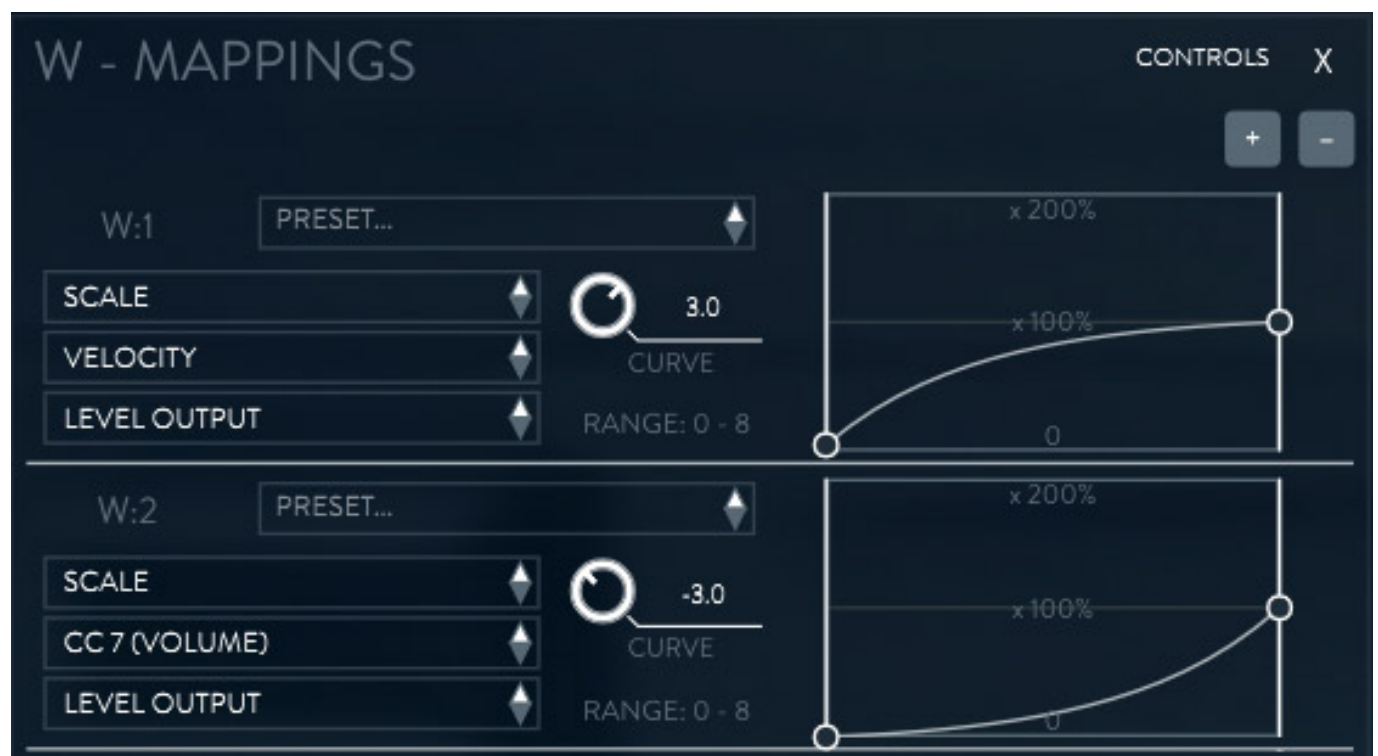 W - MAPPINGS
CONTROLS X
+ -
W:1 PRESET... x 200%
SCALE 3.0 x 100%
VELOCITY CURVE
LEVEL OUTPUT RANGE: 0 - 8 0
W:2 PRESET... x 200%
SCALE -3.0 x 100%
CC 7 (VOLUME) CURVE
LEVEL OUTPUT RANGE: 0 - 8 0